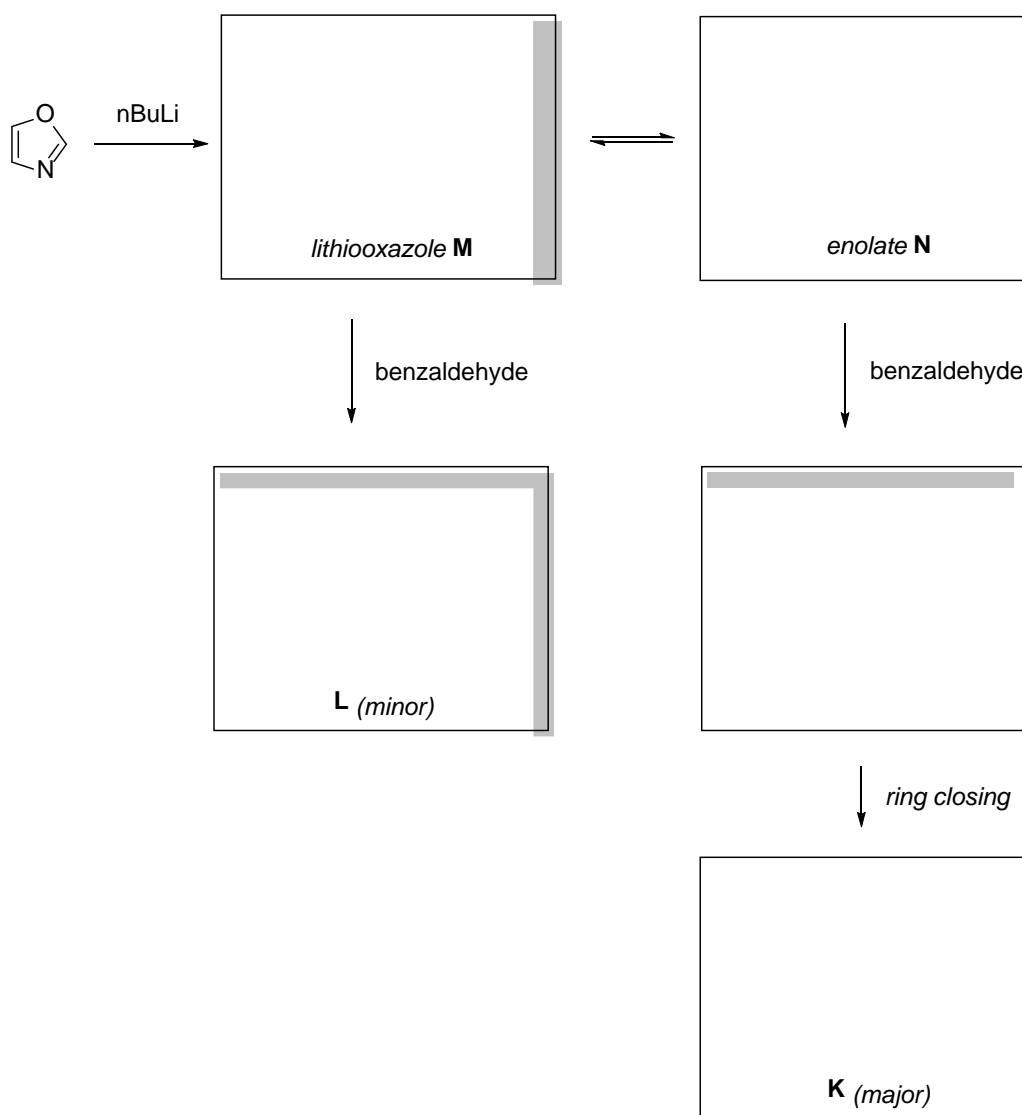 O
N
nBuLi
lithiooxazole M
enolate N
benzaldehyde
benzaldehyde
L (minor)
ring closing
K (major)